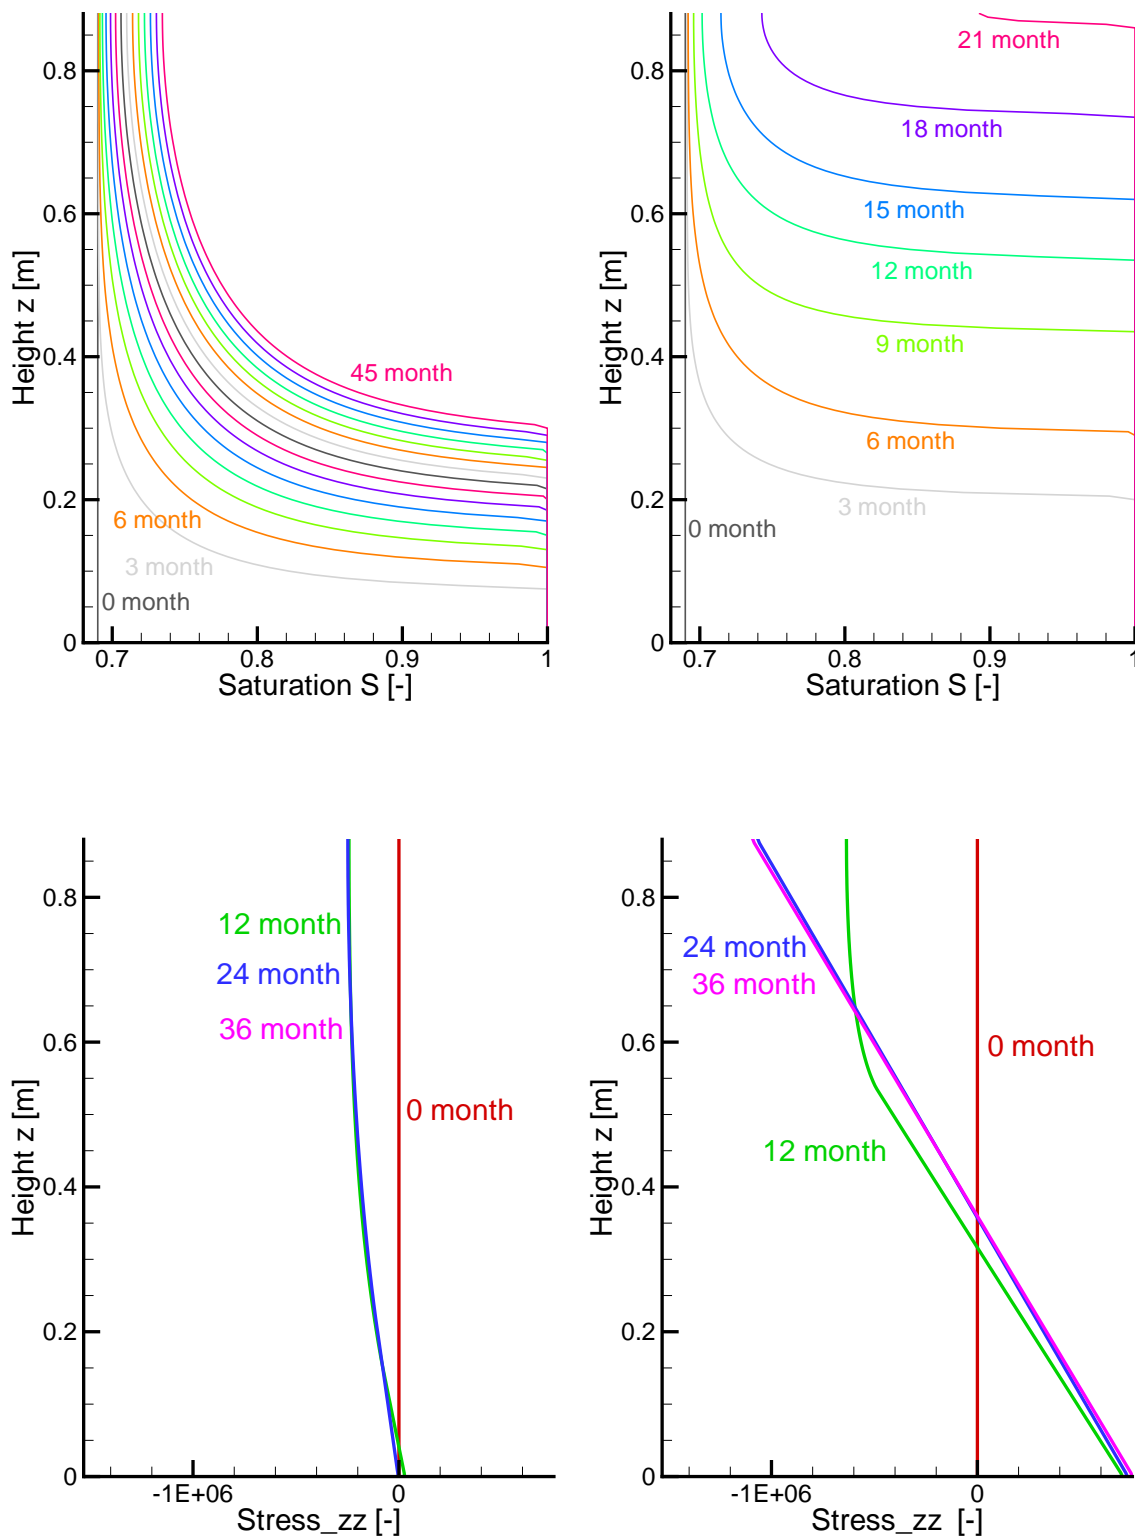 0.8
0.6
0.4
0.2
0
0.7
0.8
0.9
1
Height z [m]
Saturation S [-]
45 month
6 month
3 month
0 month
0.8
0.6
0.4
0.2
0
0.7
0.8
0.9
1
Height z [m]
Saturation S [-]
21 month
18 month
15 month
12 month
9 month
6 month
3 month
0 month
0.8
0.6
0.4
0.2
0
-1E+06
0
Height z [m]
Stress_zz [-]
12 month
24 month
36 month
0 month
0.8
0.6
0.4
0.2
0
-1E+06
0
Height z [m]
Stress_zz [-]
24 month
36 month
0 month
12 month